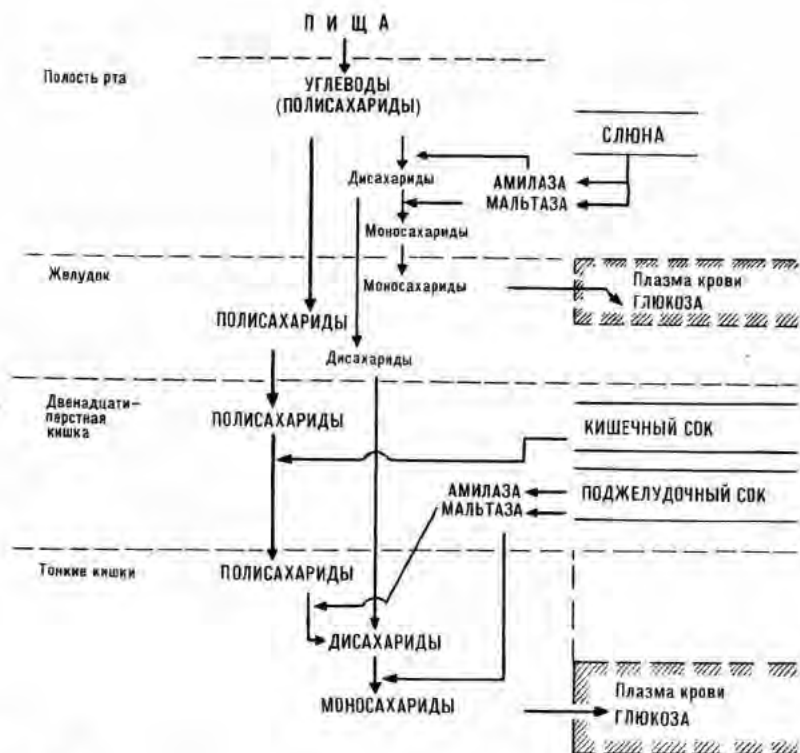 П И Щ А
Полость рта
УГЛЕВОДЫ
(ПОЛИСАХАРИДЫ)
СЛЮНА
Дисахариды
АМИЛАЗА
МАЛЬТАЗА
Моносахариды
Желудок
Моносахариды
Плазма крови
ГЛЮКОЗА
ПОЛИСАХАРИДЫ
Дисахариды
Двенадцати-
перстная
кишка
ПОЛИСАХАРИДЫ
КИШЕЧНЫЙ СОК
АМИЛАЗА
МАЛЬТАЗА
ПОДЖЕЛУДОЧНЫЙ СОК
Тонкие кишки
ПОЛИСАХАРИДЫ
ДИСАХАРИДЫ
МОНОСАХАРИДЫ
Плазма крови
ГЛЮКОЗА